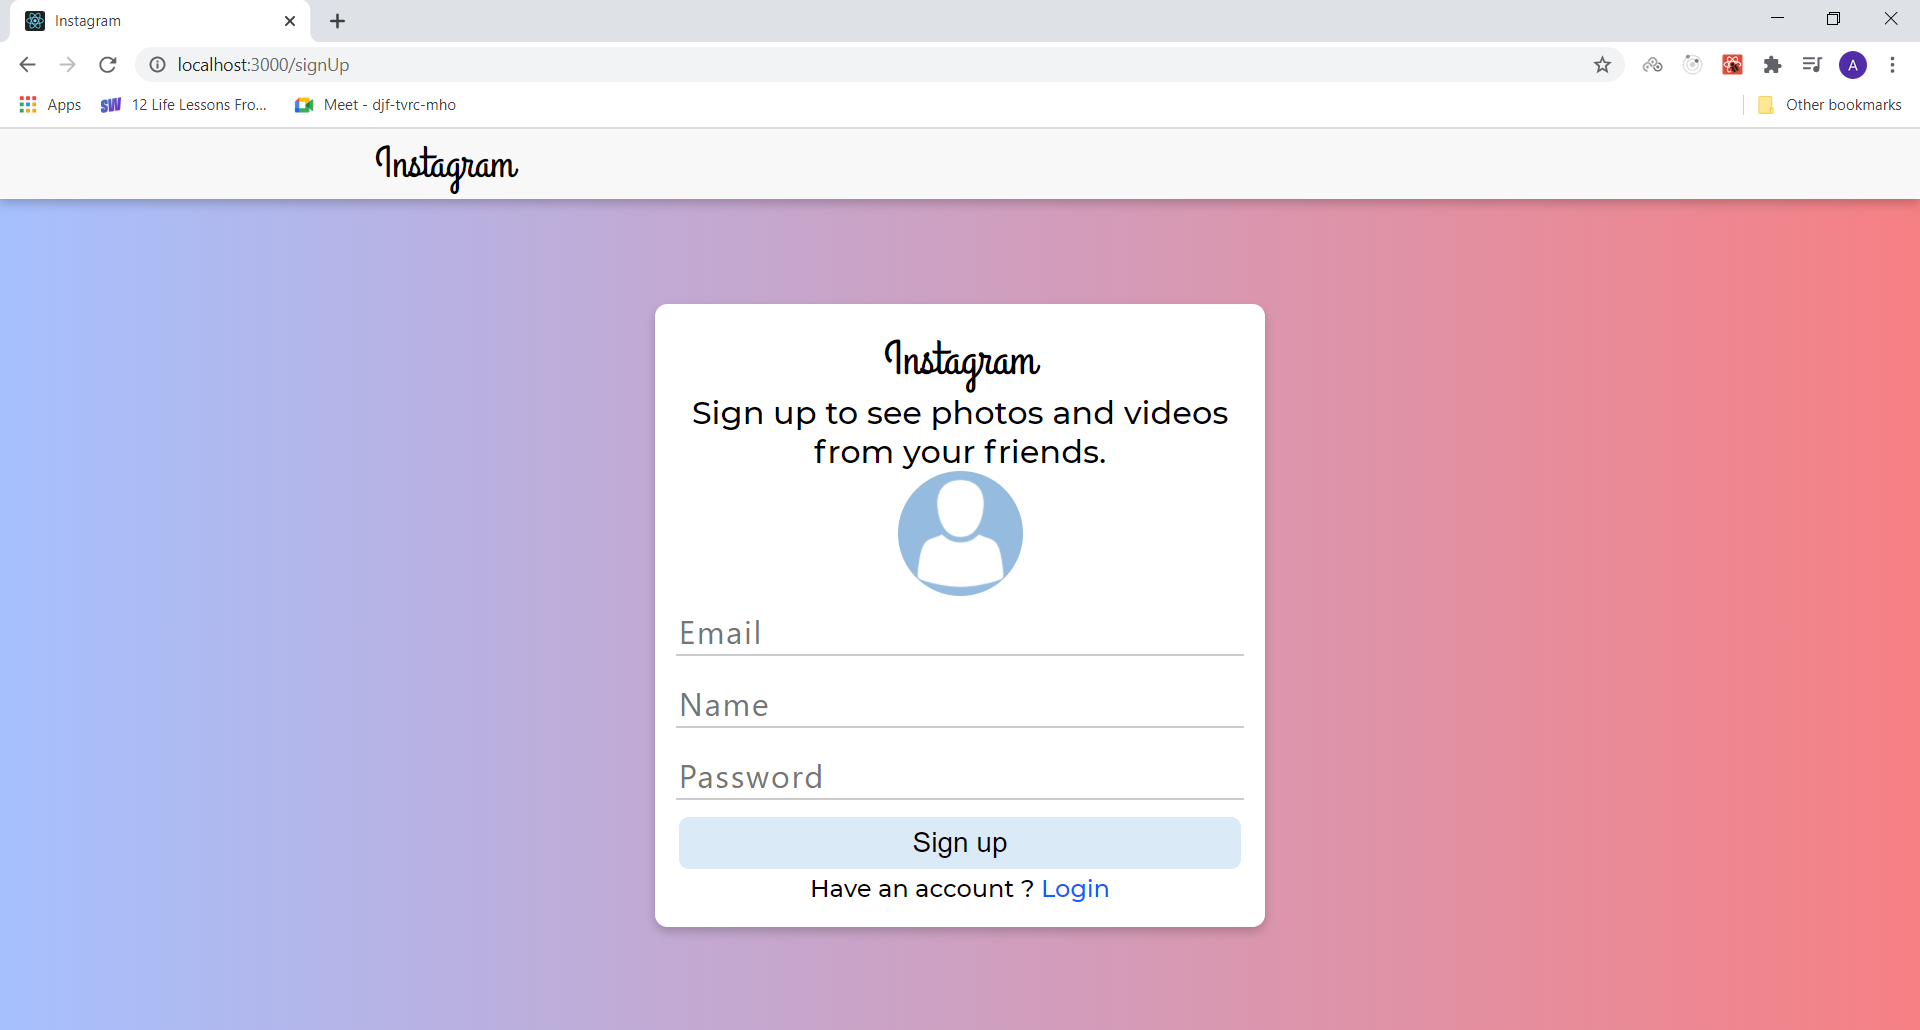 Instagram
localhost:3000/signUp
A
Apps
SW
12 Life Lessons Fro...
Meet - djf-tvrc-mho
Other bookmarks
Instagram
Instagram
Sign up to see photos and videos
from your friends.
Email
Name
Password
Sign up
Have an account ? Login